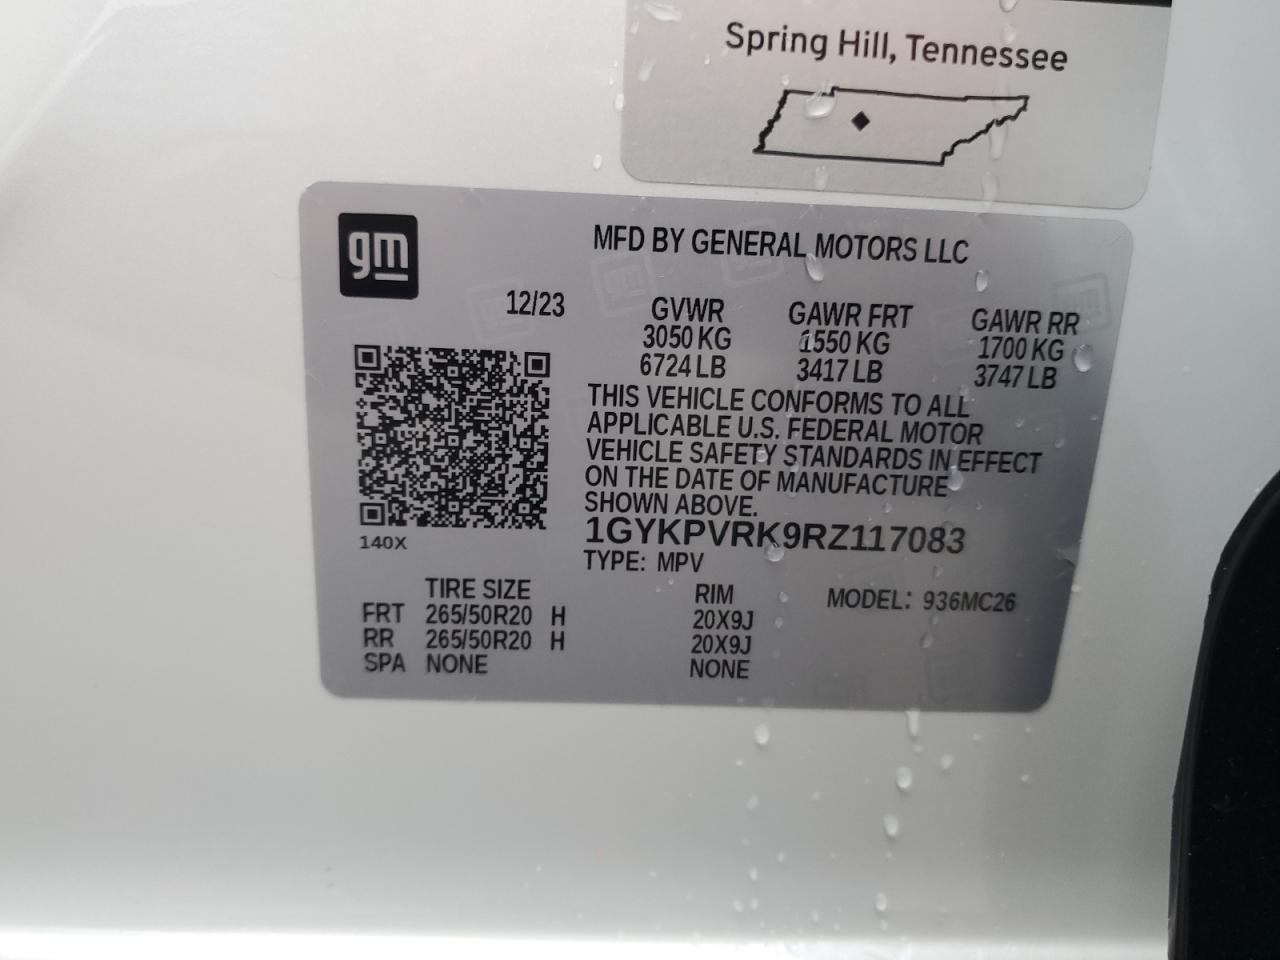 Spring Hill, Tennessee
gm
MFD BY GENERAL MOTORS LLC
12/23 GVWR GAWR FRT GAWR RR
3050 KG 1550 KG 1700 KG
6724 LB 3417 LB 3747 LB
THIS VEHICLE CONFORMS TO ALL
APPLICABLE U.S. FEDERAL MOTOR
VEHICLE SAFETY STANDARDS IN EFFECT
ON THE DATE OF MANUFACTURE
SHOWN ABOVE.
1GYKPVRK9RZ117083
140X
TYPE: MPV
TIRE SIZE RIM MODEL: 936MC26
FRT 265/50R20 H 20X9J
RR 265/50R20 H 20X9J
SPA NONE NONE